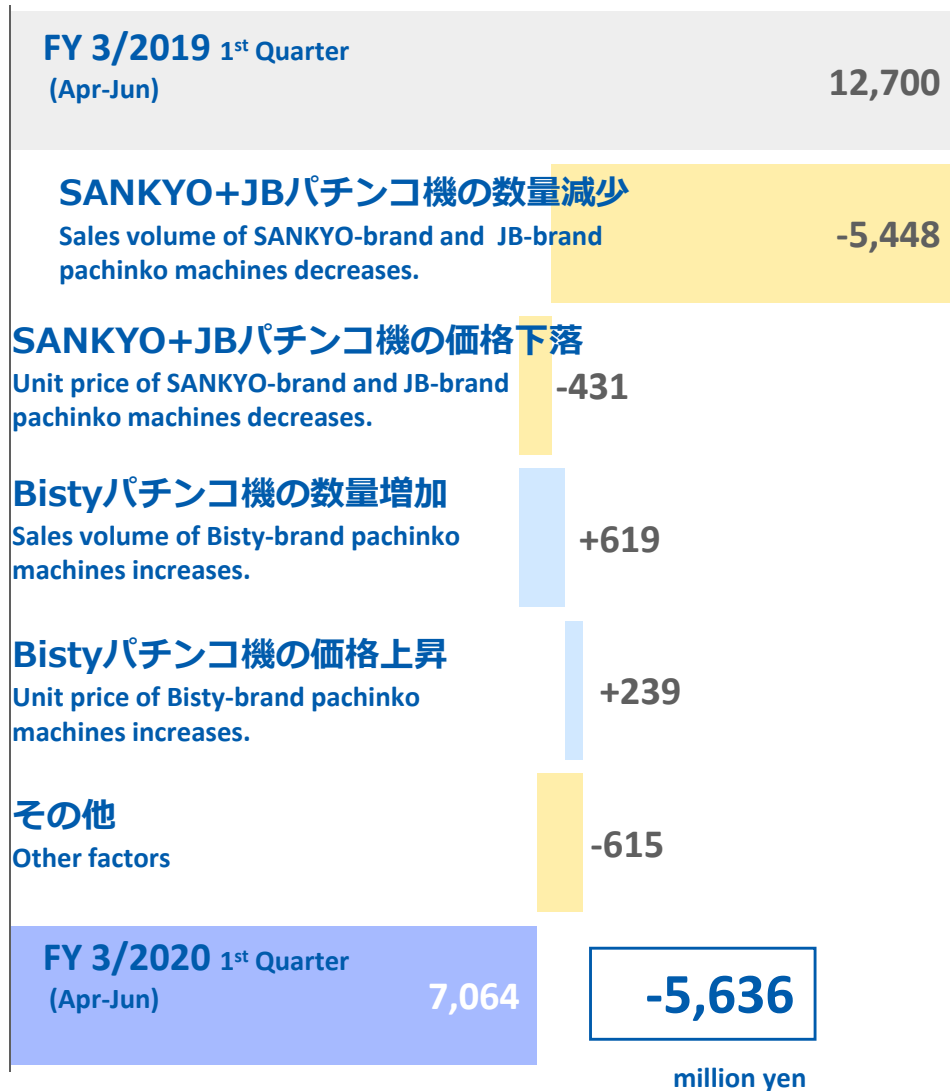 FY 3/2019 1st Quarter
(Apr-Jun)
12,700
SANKYO+JBパチンコ機の数量減少
Sales volume of SANKYO-brand and JB-brand
pachinko machines decreases.
-5,448
SANKYO+JBパチンコ機の価格下落
Unit price of SANKYO-brand and JB-brand
pachinko machines decreases.
-431
Bistyパチンコ機の数量増加
Sales volume of Bisty-brand pachinko
machines increases.
+619
Bistyパチンコ機の価格上昇
Unit price of Bisty-brand pachinko
machines increases.
+239
その他
Other factors
-615
FY 3/2020 1st Quarter
(Apr-Jun)
7,064
-5,636
million yen